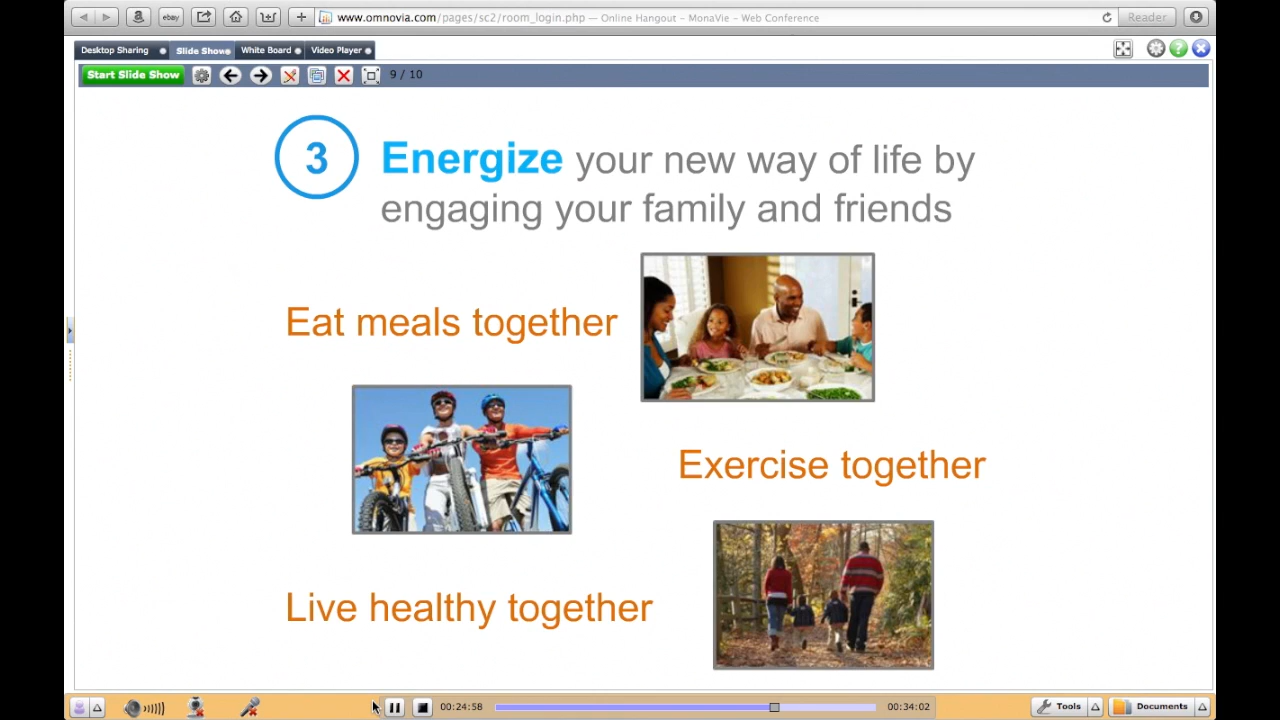 ebay
www.omnovia.com/pages/sc2/room_login.php — Online Hangout - MonaVie - Web Conference
Reader
Desktop Sharing
Slide Show
White Board
Video Player
Start Slide Show
9 / 10
3
Energize your new way of life by
engaging your family and friends
Eat meals together
Exercise together
Live healthy together
00:24:58
00:34:02
Tools
Documents